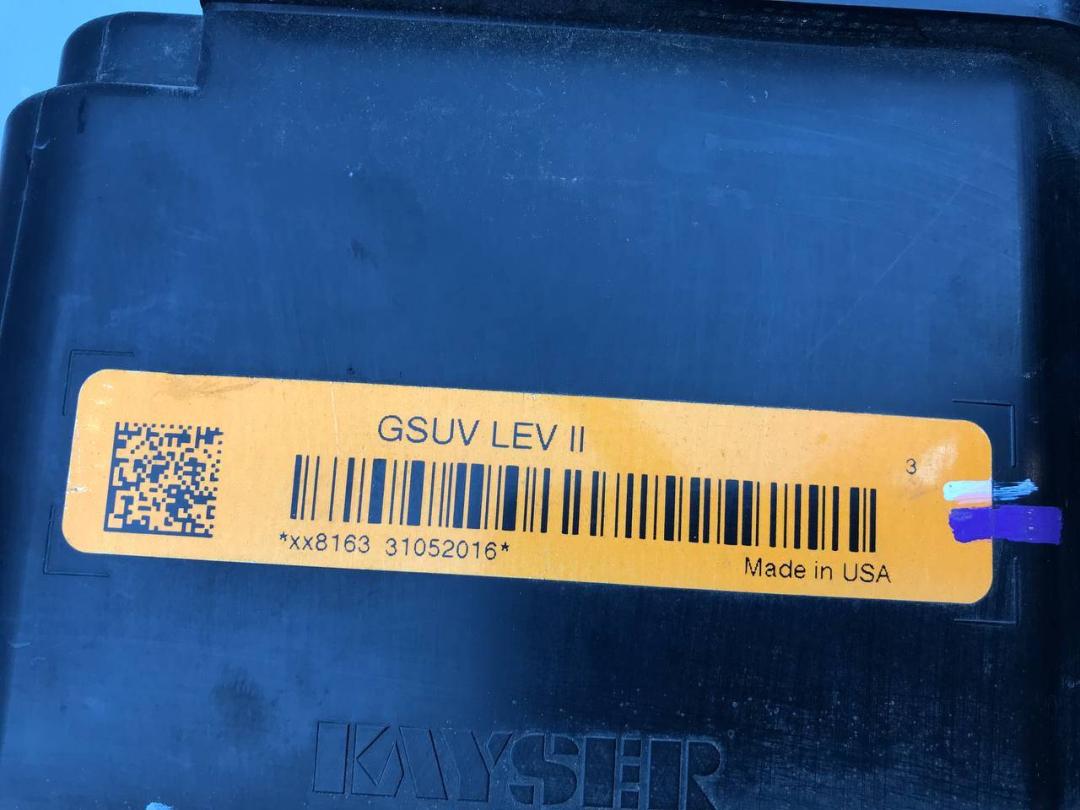 GSUV LEV II
3
*xx8163 31052016*
Made in USA
KAYSER